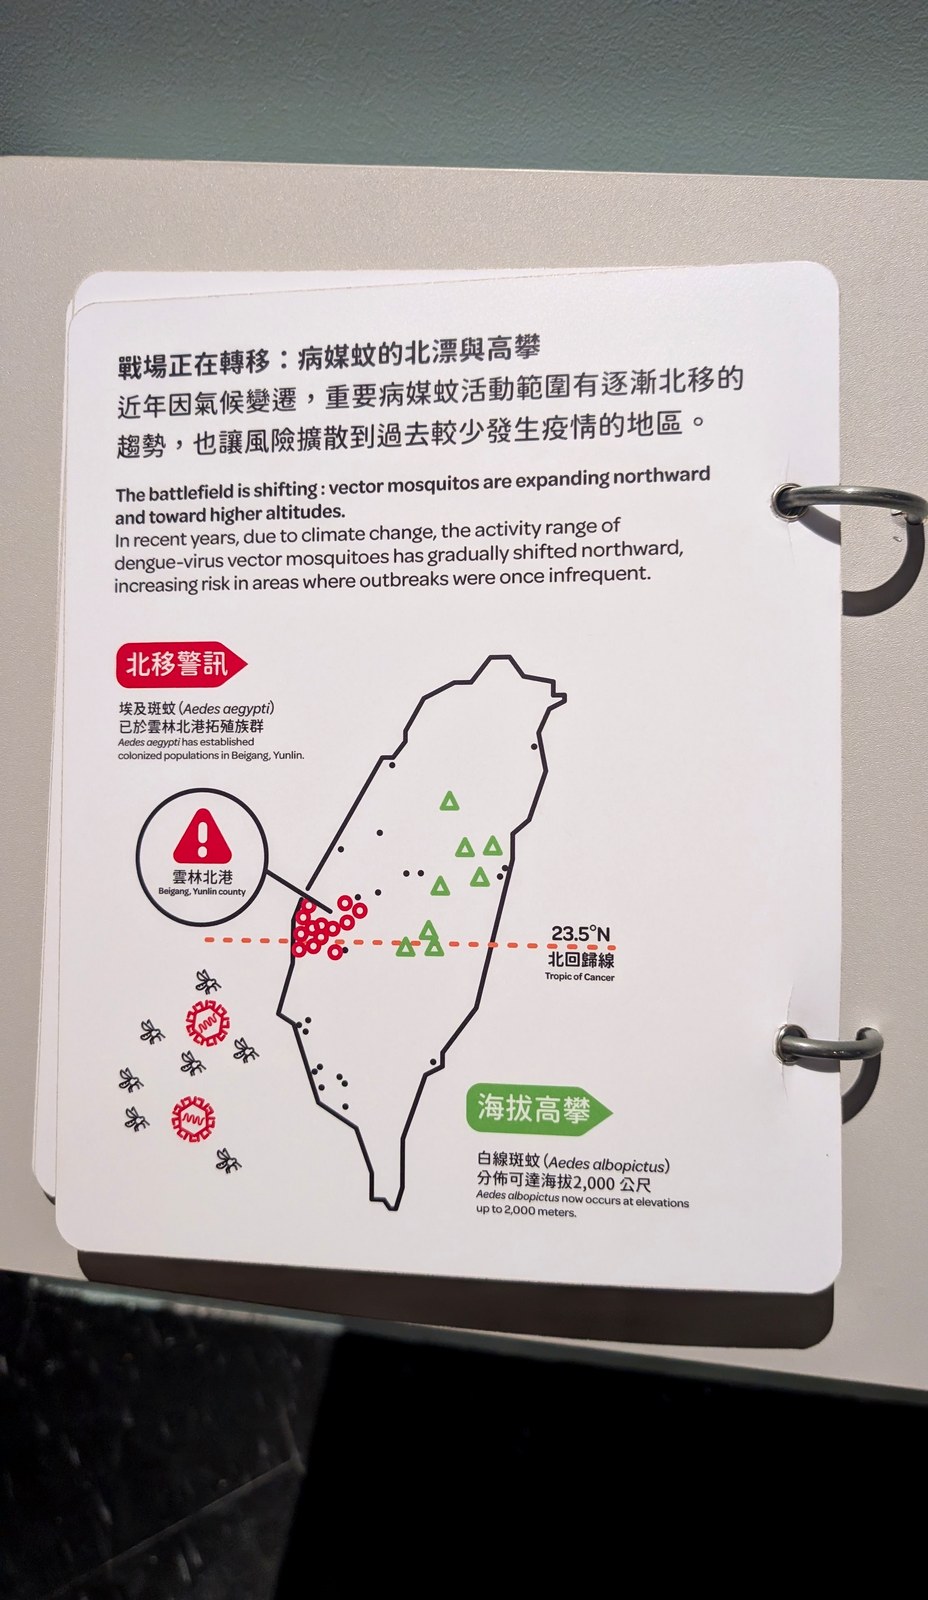 戰場正在轉移：病媒蚊的北漂與高攀
近年因氣候變遷，重要病媒蚊活動範圍有逐漸北移的
趨勢，也讓風險擴散到過去較少發生疫情的地區。
The battlefield is shifting : vector mosquitos are expanding northward
and toward higher altitudes.
In recent years, due to climate change, the activity range of
dengue-virus vector mosquitoes has gradually shifted northward,
increasing risk in areas where outbreaks were once infrequent.
北移警訊
埃及斑蚊（Aedes aegypti）
已於雲林北港拓殖族群
Aedes aegypti has established
colonized populations in Beigang, Yunlin.
雲林北港
Beigang, Yunlin county
23.5°N
北回歸線
Tropic of Cancer
海拔高攀
白線斑蚊（Aedes albopictus）
分佈可達海拔2,000 公尺
Aedes albopictus now occurs at elevations
up to 2,000 meters.